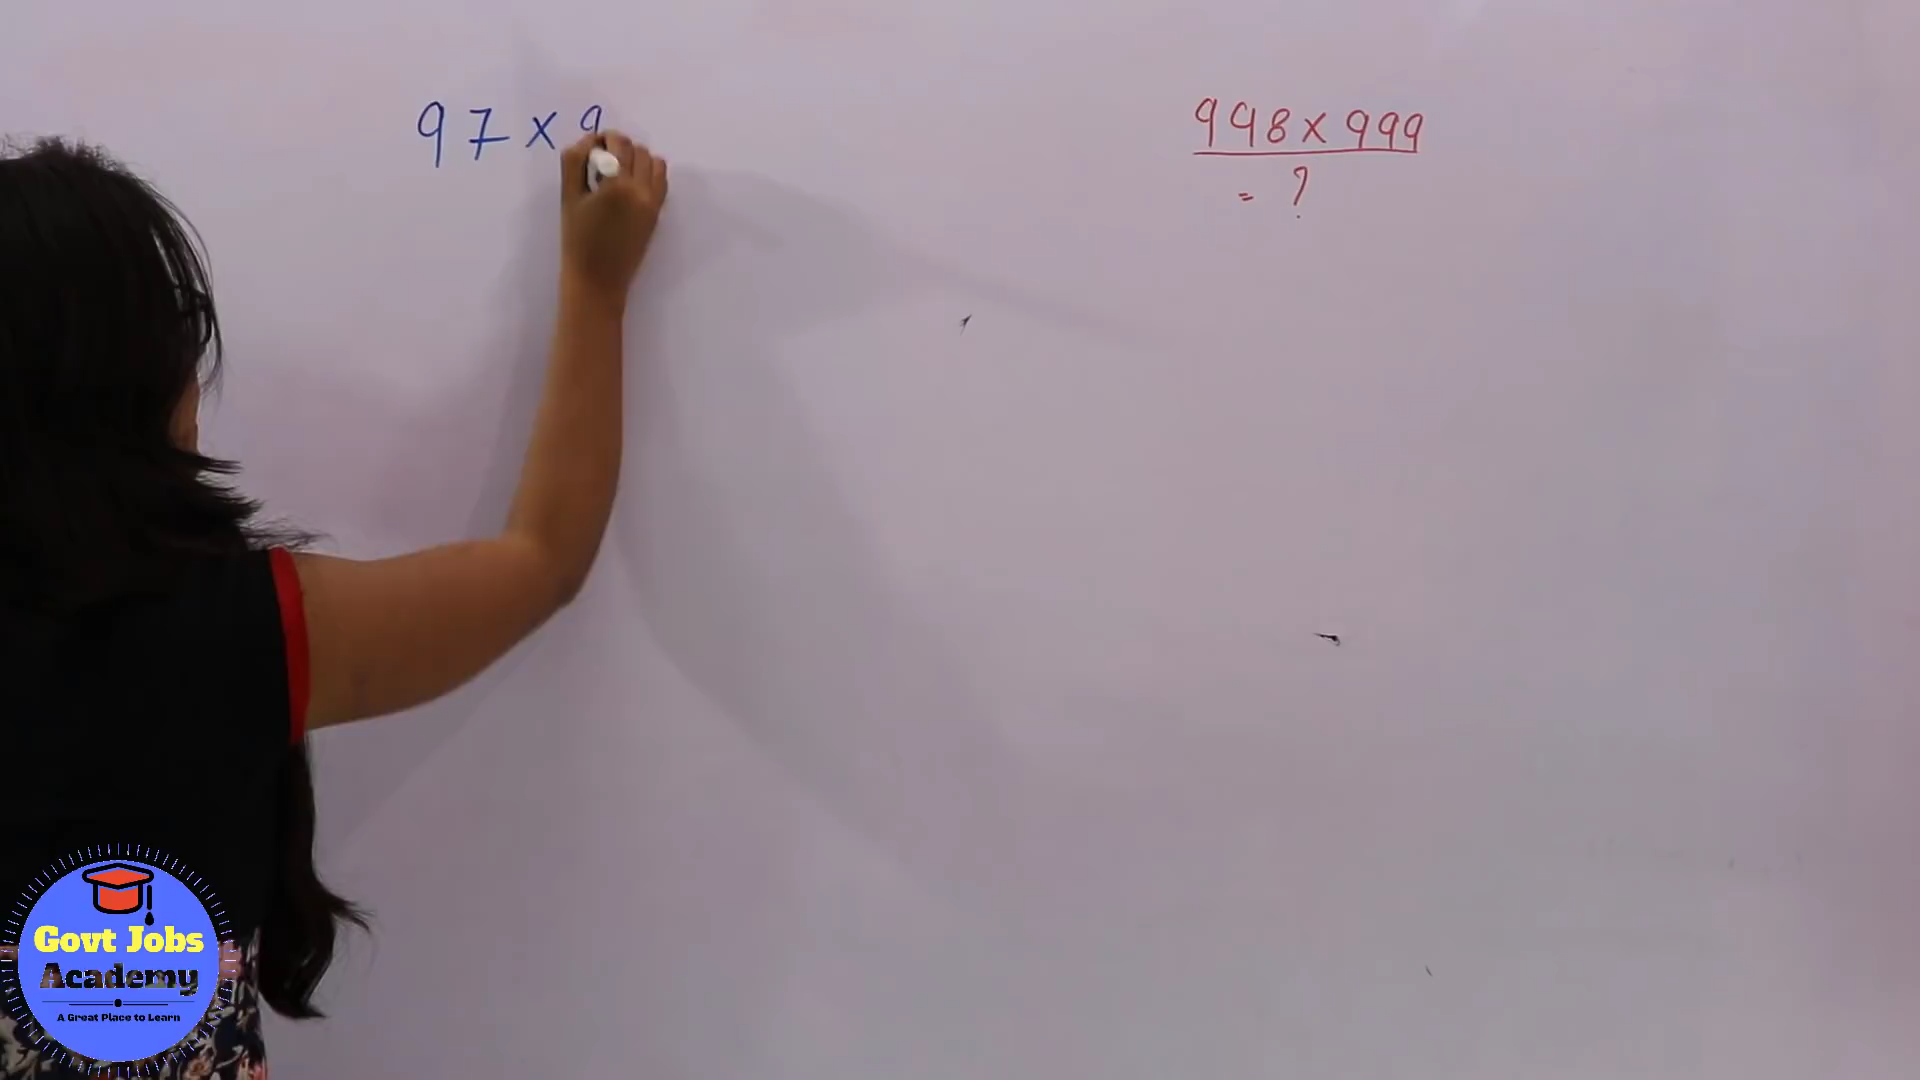 97 × 9
998 × 999
= ?
Govt Jobs
Academy
A Great Place to Learn